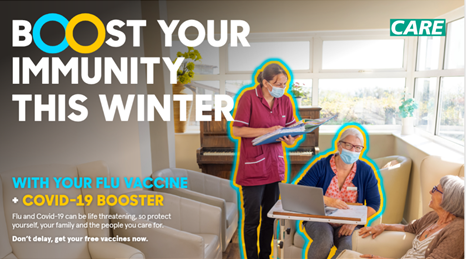 BOOST YOUR
IMMUNITY
THIS WINTER
CARE
WITH YOUR FLU VACCINE
+ COVID-19 BOOSTER
Flu and Covid-19 can be life threatening, so protect
yourself, your family and the people you care for.
Don't delay, get your free vaccines now.